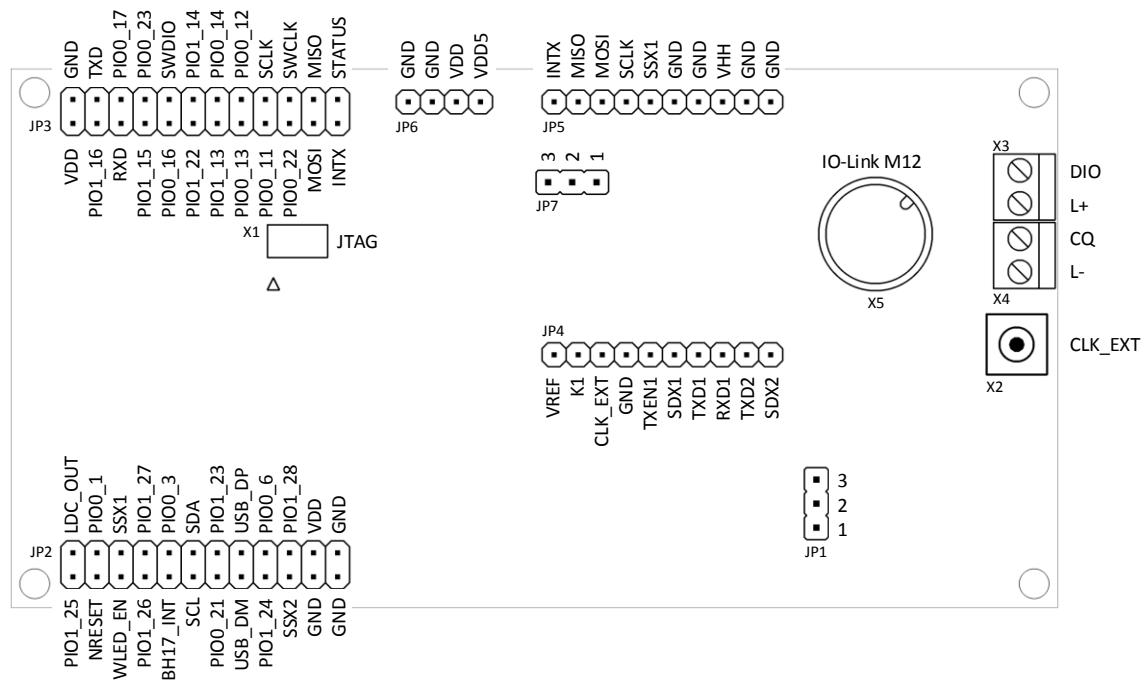 GND TXD PIO0_17 PIO0_23 SWDIO PIO1_14 PIO0_14 PIO0_12 SCLK SWCLK MISO STATUS
JP3
VDD PIO1_16 RXD PIO1_15 PIO0_16 PIO1_22 PIO1_13 PIO0_13 PIO0_11 PIO0_22 MOSI INTX
GND GND VDD VDD5
JP6
INTX MISO MOSI SCLK SSX1 GND GND VHH GND GND
JP5
3 2 1
JP7
X1
JTAG
IO-Link M12
X5
X3
DIO
L+
CQ
L-
X4
CLK_EXT
X2
JP4
VREF K1 CLK_EXT GND TXEN1 SDX1 TXD1 RXD1 TXD2 SDX2
3
2
1
JP1
LDC_OUT PIO0_1 SSX1 PIO1_27 PIO0_3 SDA PIO1_23 USB_DP PIO0_6 PIO1_28 VDD GND
JP2
PIO1_25 NRESET WLED_EN PIO1_26 BH17_INT SCL PIO0_21 USB_DM PIO1_24 SSX2 GND GND